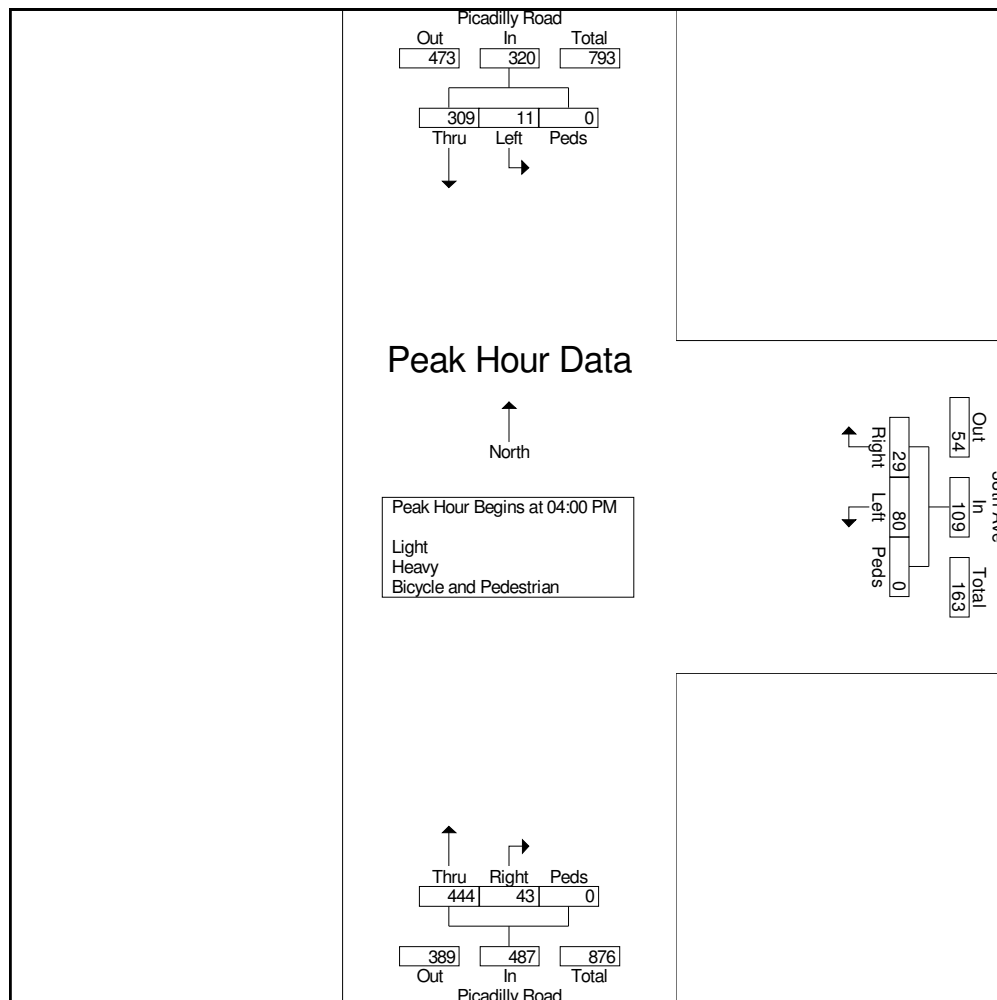 Picadilly Road
Out In Total
473 320 793
309 11 0
Thru Left Peds
Peak Hour Data
North
Peak Hour Begins at 04:00 PM
Light
Heavy
Bicycle and Pedestrian
Out In Total
54 109 163
29 80 0
Right Left Peds
Thru Right Peds
444 43 0
389 487 876
Out In Total
Picadilly Road